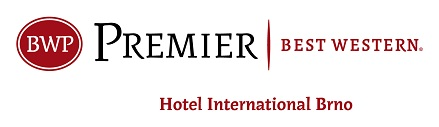 BWP PREMIER | BEST WESTERN®
Hotel International Brno